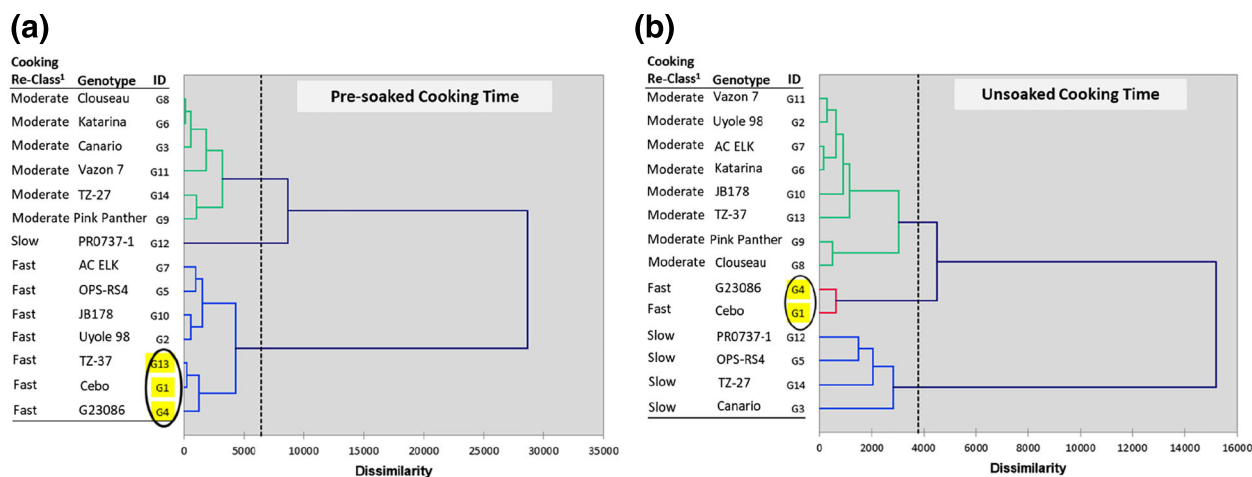 (a)
Cooking
Re-Class¹ Genotype ID
Pre-soaked Cooking Time
Moderate Clouseau G8
Moderate Katarina G6
Moderate Canario G3
Moderate Vazon 7 G11
Moderate TZ-27 G14
Moderate Pink Panther G9
Slow PR0737-1 G12
Fast AC ELK G7
Fast OPS-RS4 G5
Fast JB178 G10
Fast Uyole 98 G2
Fast TZ-37 G13
Fast Cebo G1
Fast G23086 G4
0 5000 10000 15000 20000 25000 30000 35000
Dissimilarity
(b)
Cooking
Re-Class¹ Genotype ID
Unsoaked Cooking Time
Moderate Vazon 7 G11
Moderate Uyole 98 G2
Moderate AC ELK G7
Moderate Katarina G6
Moderate JB178 G10
Moderate TZ-37 G13
Moderate Pink Panther G9
Moderate Clouseau G8
Fast G23086 G4
Fast Cebo G1
Slow PR0737-1 G12
Slow OPS-RS4 G5
Slow TZ-27 G14
Slow Canario G3
0 2000 4000 6000 8000 10000 12000 14000 16000
Dissimilarity